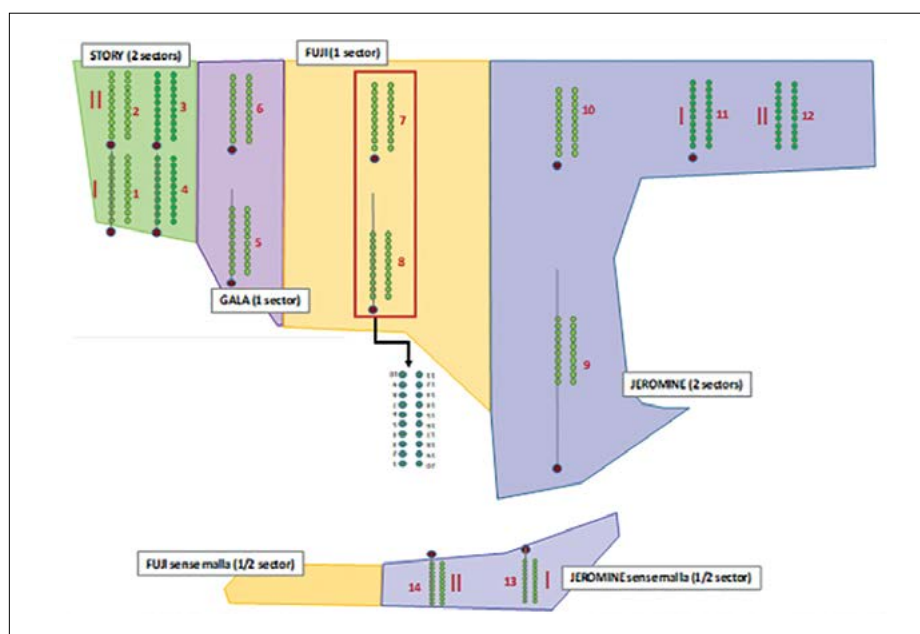 STORY (2 sectors)
FUJI (1 sector)
II
2
3
6
7
10
I
11
II
12
I
1
4
5
8
GALA (1 sector)
9
JEROMINE (2 sectors)
FUJI sense malla (1/2 sector)
14
II
13
I
JEROMINE sense malla (1/2 sector)